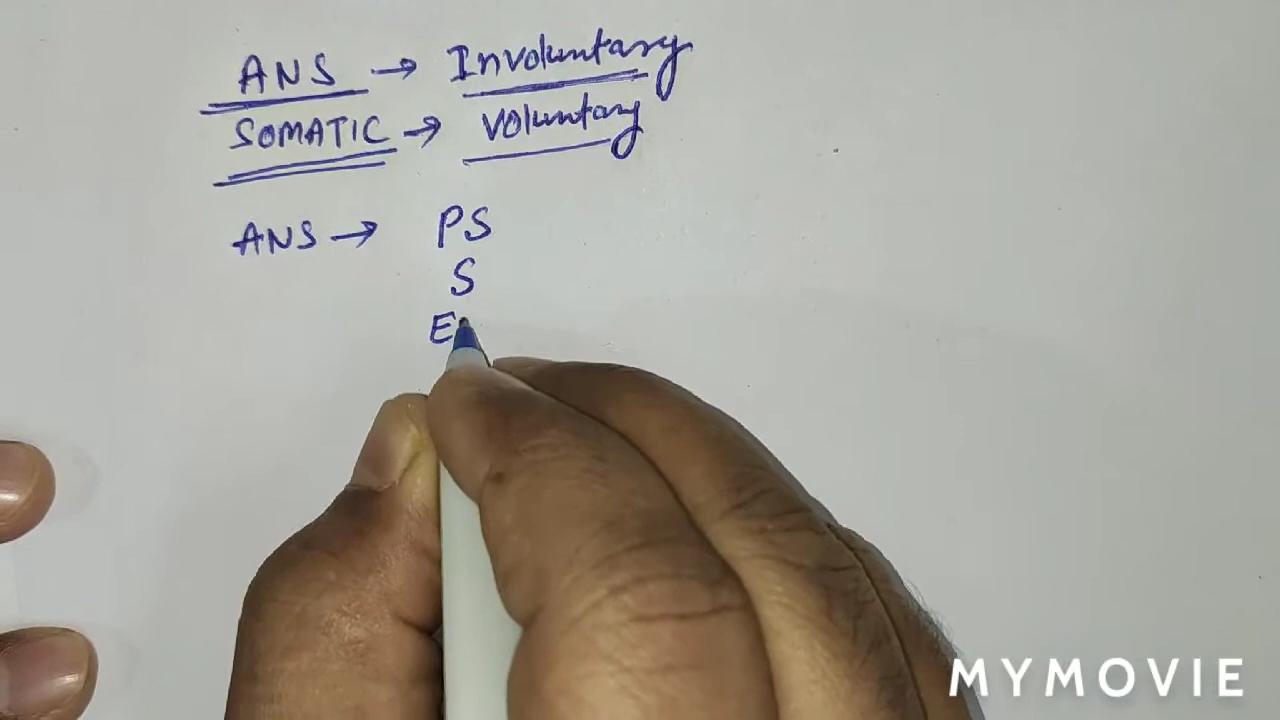 ANS → Involuntary
SOMATIC → Voluntary
ANS → PS
S
E
MYMOVIE